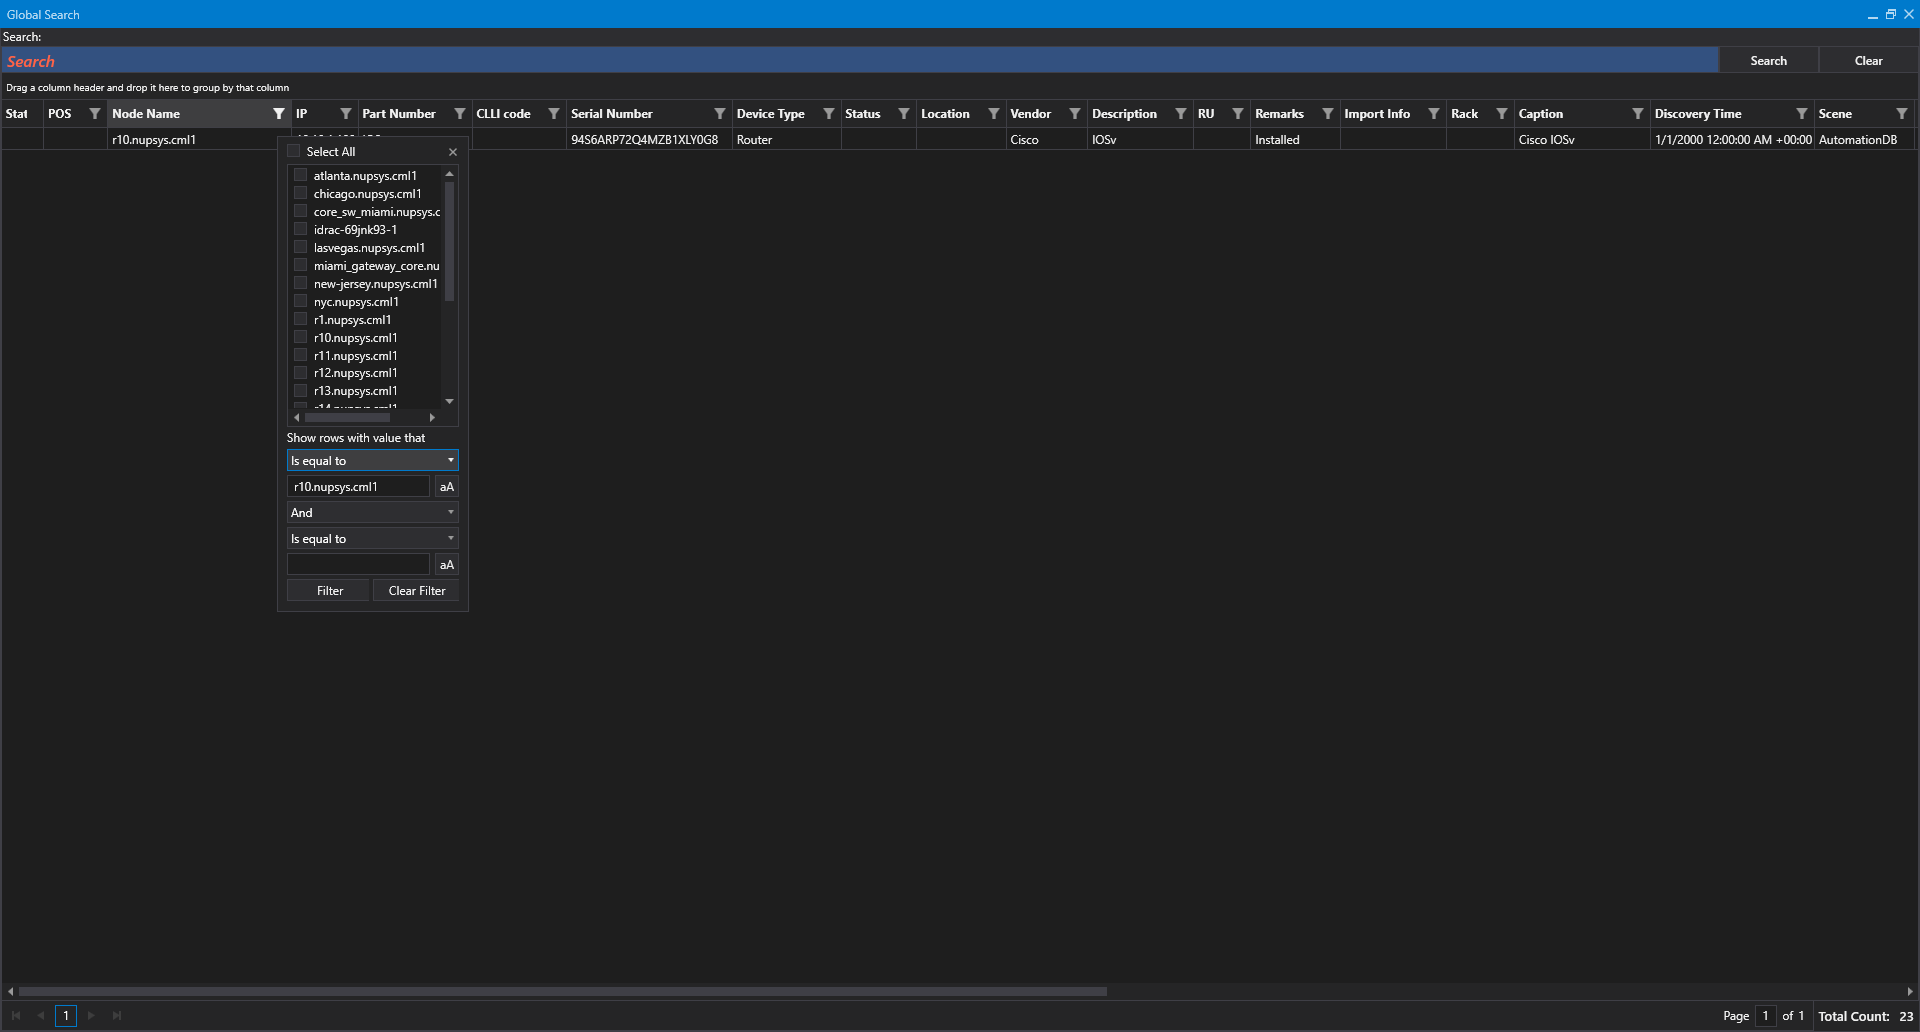 Global Search
Search:
Search
Search Clear
Drag a column header and drop it here to group by that column
Stat POS Node Name IP Part Number CLLI code Serial Number Device Type Status Location Vendor Description RU Remarks Import Info Rack Caption Discovery Time Scene
r10.nupsys.cml1 94S6ARP72Q4MZB1XLY0G8 Router Cisco IOSv Installed Cisco IOSv 1/1/2000 12:00:00 AM +00:00 AutomationDB
Select All
atlanta.nupsys.cml1
chicago.nupsys.cml1
core_sw_miami.nupsys.c
idrac-69jnk93-1
lasvegas.nupsys.cml1
miami_gateway_core.nu
new-jersey.nupsys.cml1
nyc.nupsys.cml1
r1.nupsys.cml1
r10.nupsys.cml1
r11.nupsys.cml1
r12.nupsys.cml1
r13.nupsys.cml1
Show rows with value that
Is equal to
r10.nupsys.cml1 aA
And
Is equal to
aA
Filter Clear Filter
1 Page 1 of 1 Total Count: 23